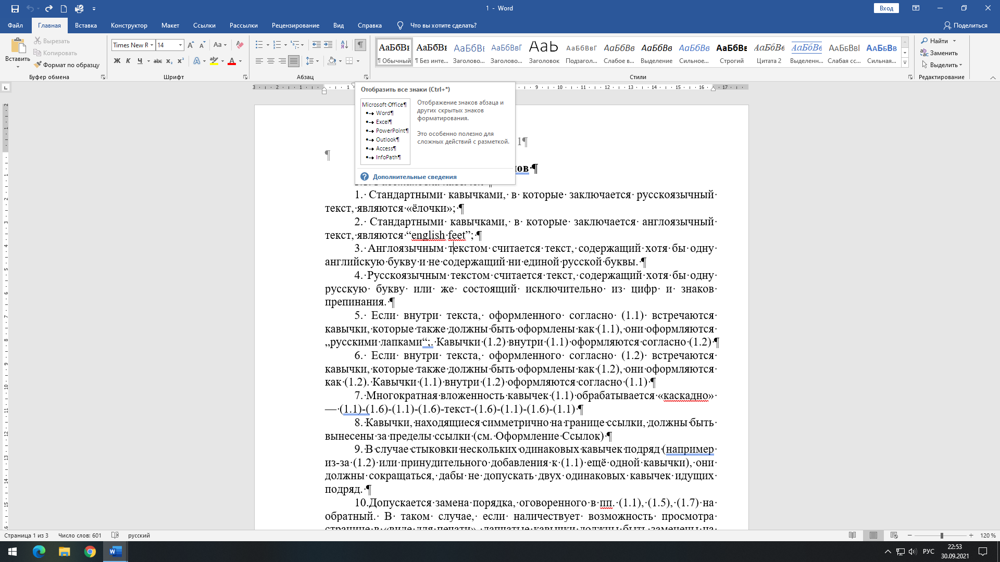 1 - Word
Вход
Файл
Главная
Вставка
Конструктор
Макет
Ссылки
Рассылки
Рецензирование
Вид
Справка
Что вы хотите сделать?
Поделиться
Вставить
Вырезать
Копировать
Формат по образцу
Буфер обмена
Times New R
14
Aa
Ж К Ч abc x₂ x²
Шрифт
Абзац
АаБбВı
¶ Обычный
АаБбВı
¶ Без инте...
АаБбВı
Заголово...
АаБбВвГ
Заголово...
АаЬ
Заголовок
АаБбВвГ
Подзагол...
АаБбВв
Слабое в...
АаБбВв
Выделение
АаБбВв
Сильное...
АаБбВв
Строгий
АаБбВв
Цитата 2
АаБбВв
Выделенн...
ААББВВІ
Слабая сс...
ААББВВ
Сильная...
Стили
Найти
Заменить
Выделить
Редактирование
Отобразить все знаки (Ctrl+*)
Microsoft·Office¶
•→ Word¶
•→ Excel¶
•→ PowerPoint¶
•→ Outlook¶
•→ Access¶
•→ InfoPath¶
Отображение знаков абзаца и
других скрытых знаков
форматирования.
Это особенно полезно для
сложных действий с разметкой.
Дополнительные сведения
1¶
¶
ов·¶
1.· Стандартными· кавычками,· в· которые· заключается· русскоязычный·
текст,·являются·«ёлочки»;·¶
2.· Стандартными· кавычками,· в· которые· заключается· англоязычный·
текст,·являются·“english·feet”;·¶
3.·Англоязычным·текстом·считается·текст,·содержащий·хотя·бы·одну·
английскую·букву·и·не·содержащий·ни·единой·русской·буквы.·¶
4.·Русскоязычным·текстом·считается·текст,·содержащий·хотя·бы·одну·
русскую· букву· или· же· состоящий· исключительно· из· цифр· и· знаков·
препинания.·¶
5.· Если· внутри· текста,· оформленного· согласно· (1.1)· встречаются·
кавычки,·которые·также·должны·быть·оформлены·как·(1.1),·они·оформляются·
„русскими·лапками“;.·Кавычки·(1.2)·внутри·(1.1)·оформляются·согласно·(1.2)·¶
6.· Если· внутри· текста,· оформленного· согласно· (1.2)· встречаются·
кавычки,·которые·также·должны·быть·оформлены·как·(1.2),·они·оформляются·
как·(1.2).·Кавычки·(1.1)·внутри·(1.2)·оформляются·согласно·(1.1)·¶
7.·Многократная·вложенность·кавычек·(1.1)·обрабатывается·«каскадно»·
—·(1.1)-(1.6)-(1.1)-(1.6)-текст-(1.6)-(1.1)-(1.6)-(1.1)·¶
8.·Кавычки,·находящиеся·симметрично·на·границе·ссылки,·должны·быть·
вынесены·за·пределы·ссылки·(см.·Оформление·Ссылок)·¶
9.·В·случае·стыковки·нескольких·одинаковых·кавычек·подряд·(например·
из-за·(1.2)·или·принудительного·добавления·к·(1.1)·ещё·одной·кавычки),·они·
должны·сокращаться,·дабы·не·допускать·двух·одинаковых·кавычек·идущих·
подряд.·¶
10.Допускается·замена·порядка,·оговоренного·в·пп.·(1.1),·(1.5),·(1.7)·на·
обратный.· В· таком· случае,· если· наличествует· возможность· просмотра·
Страница 1 из 3
Число слов: 601
русский
120 %
РУС
22:53
30.09.2021